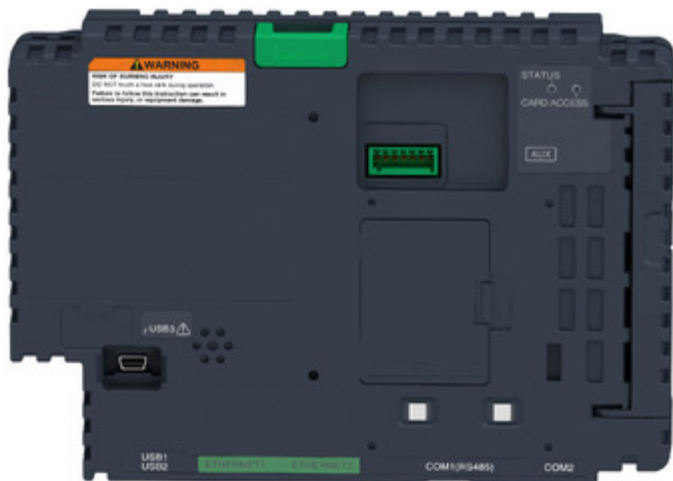 WARNING
RISK OF BURNING INJURY
DO NOT touch a heat sink during operation.
Failure to follow this instruction can result in
serious injury, or equipment damage.
STATUS
CARD ACCESS
AUX
USB3
USB1
USB2
ETHERNET1 ETHERNET2
COM1(RS485)
COM2